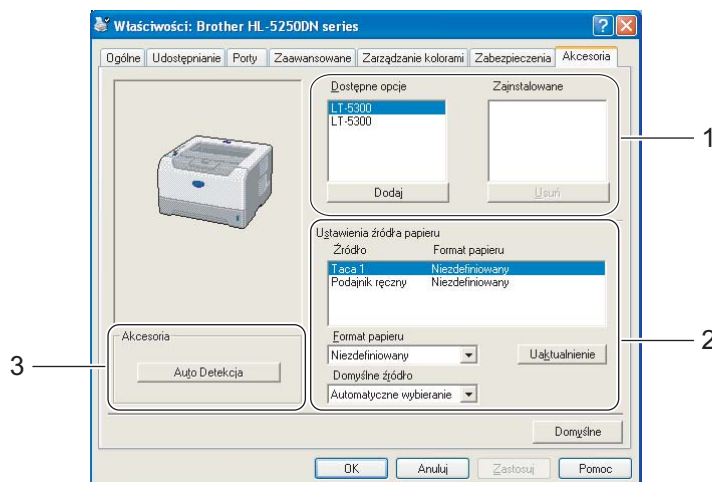 Właściwości: Brother HL-5250DN series
Ogólne Udostępnianie Porty Zaawansowane Zarządzanie kolorami Zabezpieczenia Akcesoria
Dostępne opcje Zainstalowane
LT-5300
LT-5300
1
Dodaj Usuń
Ustawienia źródła papieru
Źródło Format papieru
Taca 1 Niezdefiniowany
Podajnik ręczny Niezdefiniowany
Akcesoria
Auto Detekcja
3
Format papieru
Niezdefiniowany Uaktualnienie
2
Domyślne źródło
Automatyczne wybieranie
Domyślne
OK Anuluj Zastosuj Pomoc